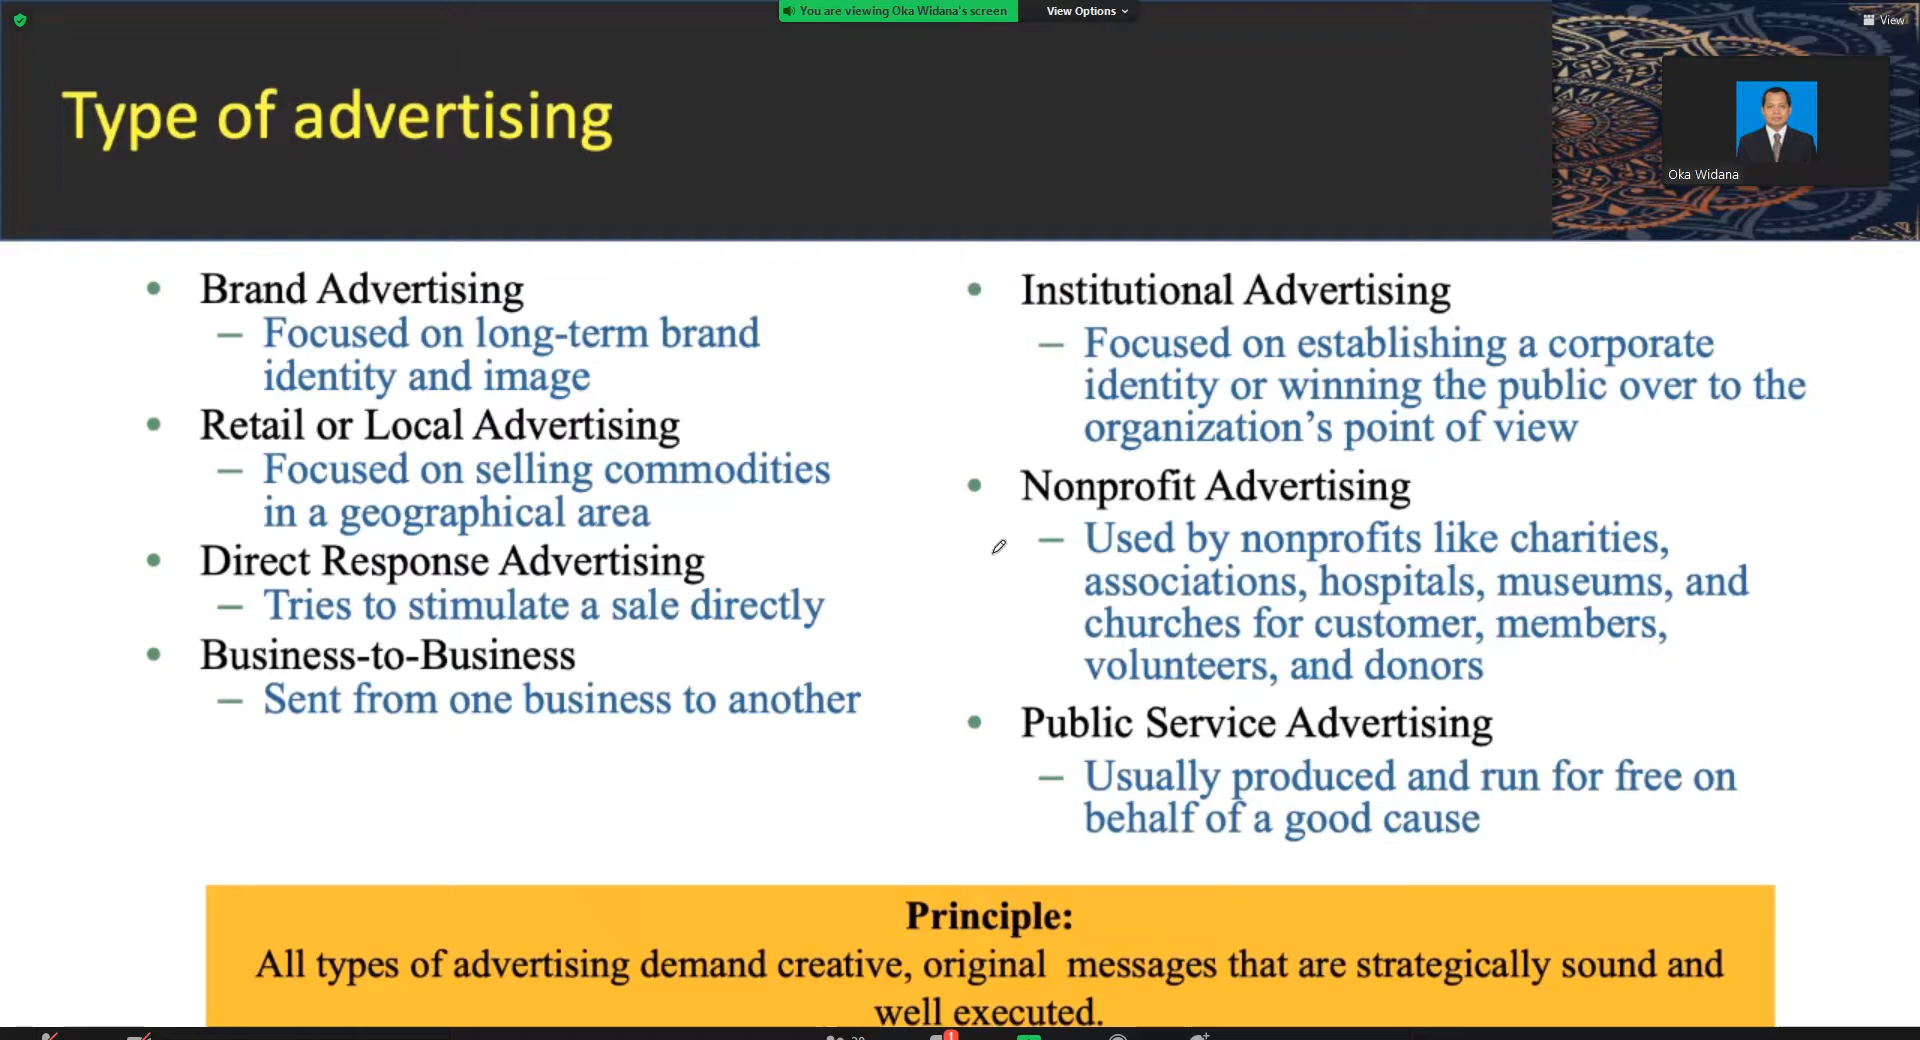 You are viewing Oka Widana's screen
View Options
View
Type of advertising
Oka Widana
• Brand Advertising
– Focused on long-term brand
identity and image
• Retail or Local Advertising
– Focused on selling commodities
in a geographical area
• Direct Response Advertising
– Tries to stimulate a sale directly
• Business-to-Business
– Sent from one business to another
• Institutional Advertising
– Focused on establishing a corporate
identity or winning the public over to the
organization’s point of view
• Nonprofit Advertising
– Used by nonprofits like charities,
associations, hospitals, museums, and
churches for customer, members,
volunteers, and donors
• Public Service Advertising
– Usually produced and run for free on
behalf of a good cause
Principle:
All types of advertising demand creative, original  messages that are strategically sound and
well executed.
1